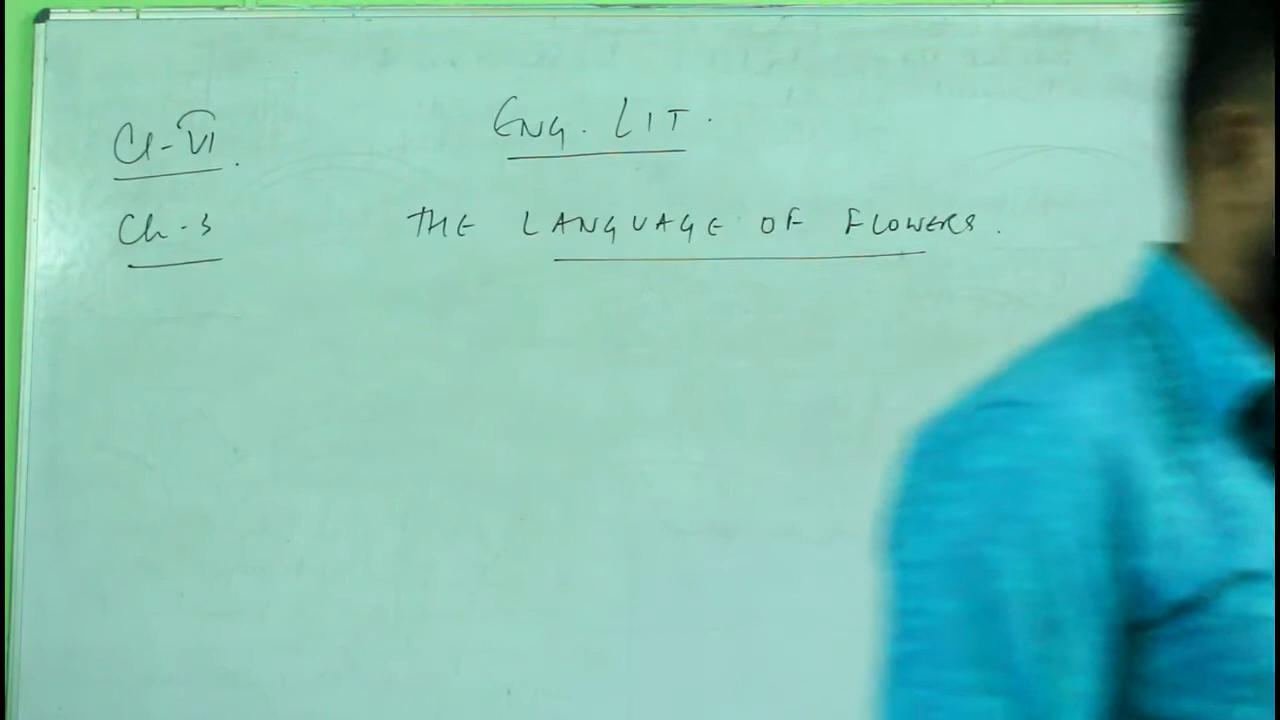 Cl-VI.
ENG. LIT.
Ch-3
THE LANGUAGE OF FLOWERS.